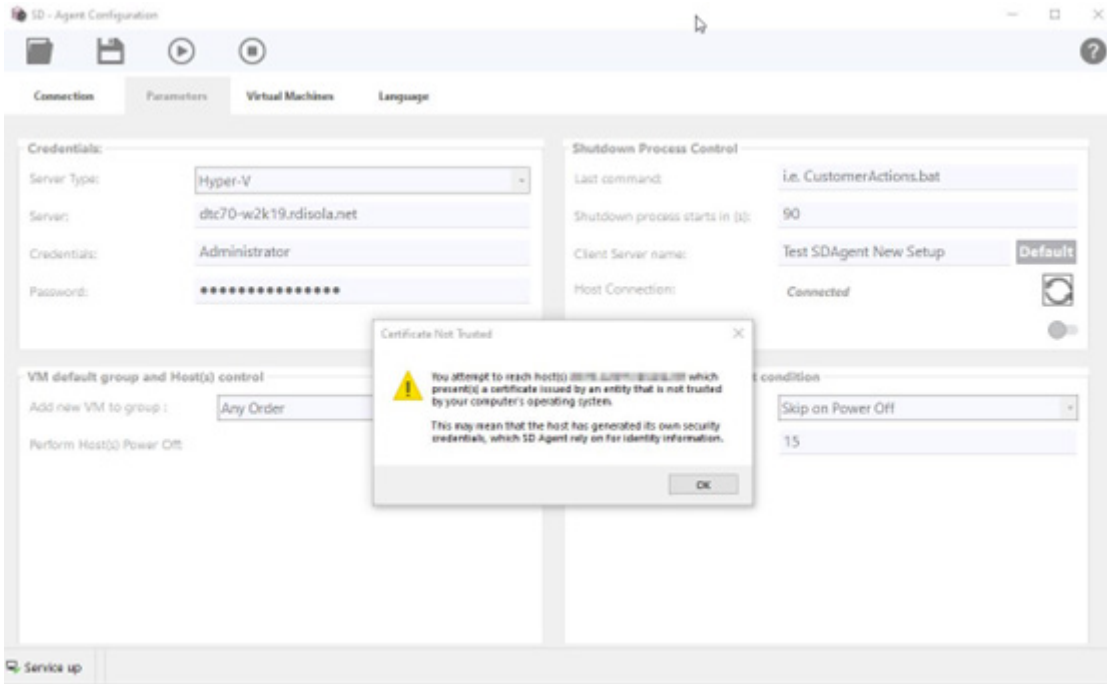 SD - Agent Configuration
Connection Parameters Virtual Machines Language
Credentials:
Server Type: Hyper-V
Server: dtc70-w2k19.rdisola.net
Credentials: Administrator
Password:
Shutdown Process Control
Last command: i.e. CustomerActions.bat
Shutdown process starts in (s): 90
Client Server name: Test SDAgent New Setup Default
Host Connection: Connected
Certificate Not Trusted
You attempt to reach host(s) which
present(s) a certificate issued by an entity that is not trusted
by your computer's operating system.
This may mean that the host has generated its own security
credentials, which SD Agent rely on for identity information.
OK
VM default group and Host(s) control
Add new VM to group : Any Order
Perform Host(s) Power Off:
condition
Skip on Power Off
15
Service up